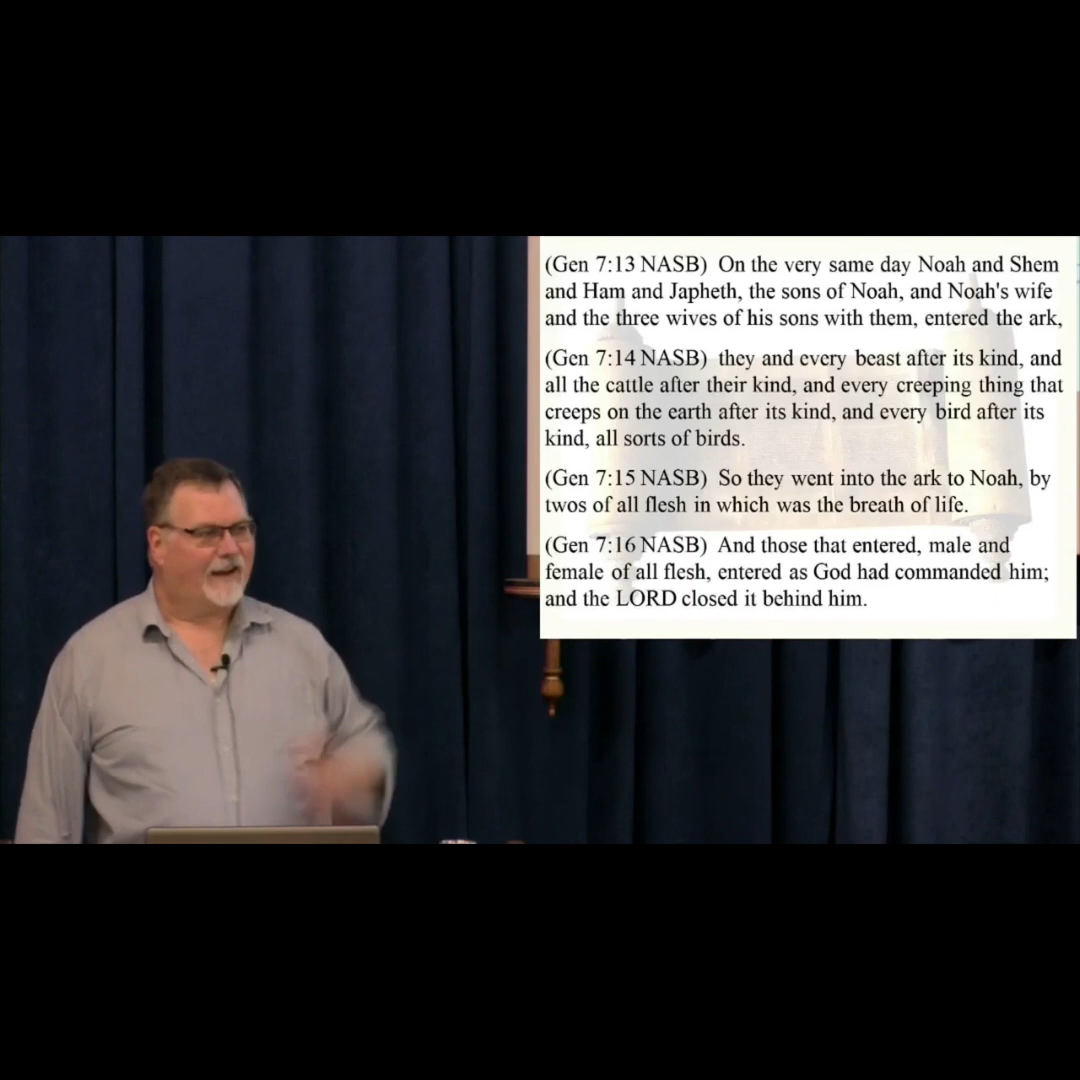 (Gen 7:13 NASB) On the very same day Noah and Shem
and Ham and Japheth, the sons of Noah, and Noah's wife
and the three wives of his sons with them, entered the ark,
(Gen 7:14 NASB) they and every beast after its kind, and
all the cattle after their kind, and every creeping thing that
creeps on the earth after its kind, and every bird after its
kind, all sorts of birds.
(Gen 7:15 NASB) So they went into the ark to Noah, by
twos of all flesh in which was the breath of life.
(Gen 7:16 NASB) And those that entered, male and
female of all flesh, entered as God had commanded him;
and the LORD closed it behind him.